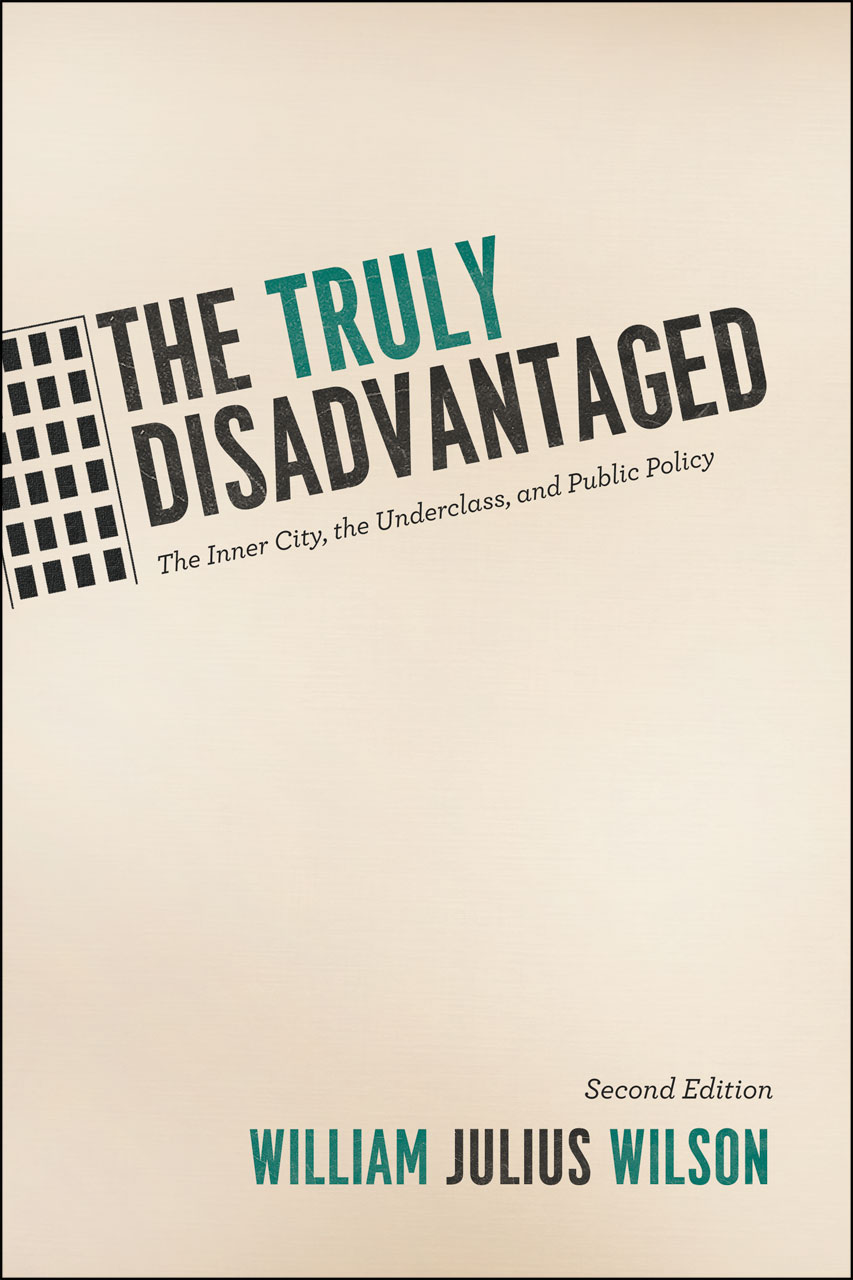 THE TRULY
DISADVANTAGED
The Inner City, the Underclass, and Public Policy
Second Edition
WILLIAM JULIUS WILSON